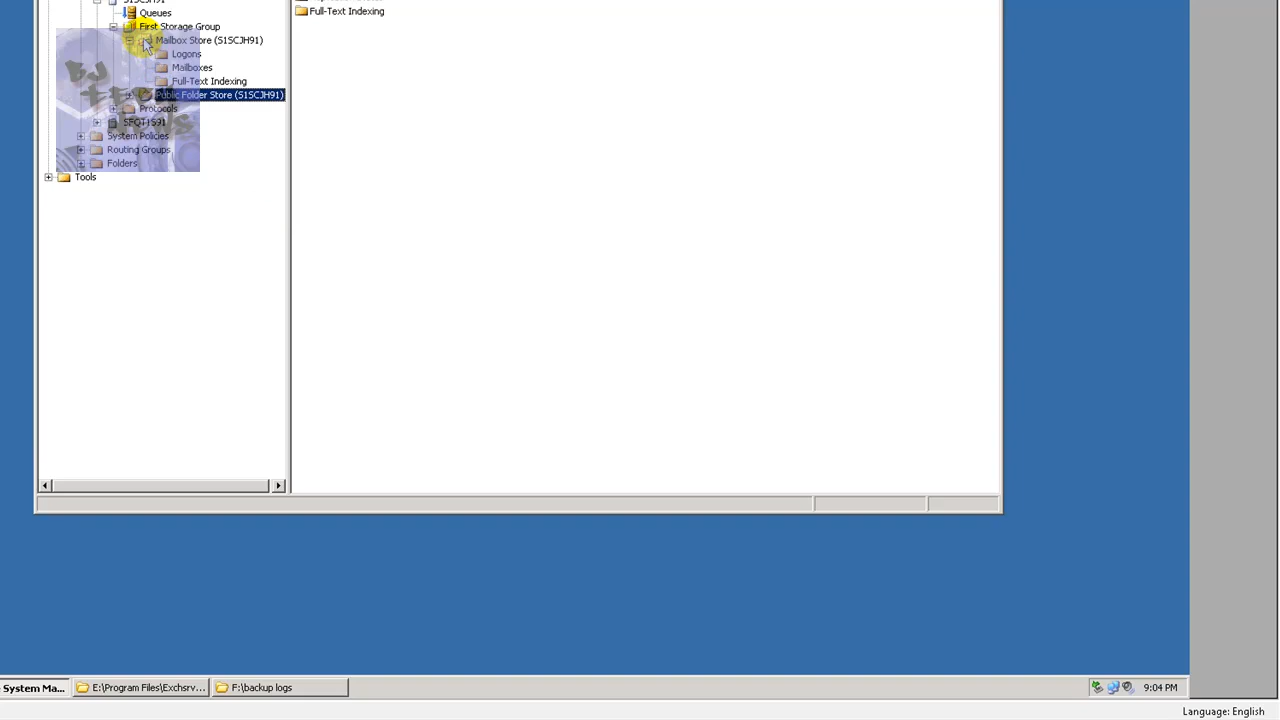 Queues
First Storage Group
Mailbox Store (S1SCJH91)
Logons
Mailboxes
Full-Text Indexing
Public Folder Store (S1SCJH91)
Protocols
System Policies
Routing Groups
Folders
Tools
Full-Text Indexing
System Ma...
E:\Program Files\Exchsrv...
F:\backup logs
9:04 PM
Language: English